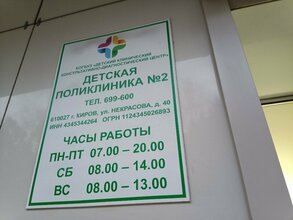 КОГБУЗ «ДЕТСКИЙ КЛИНИЧЕСКИЙ
КОНСУЛЬТАТИВНО-ДИАГНОСТИЧЕСКИЙ ЦЕНТР»
ДЕТСКАЯ
ПОЛИКЛИНИКА №2
ТЕЛ. 699-600
610027 г. КИРОВ, ул. НЕКРАСОВА, д. 40
ИНН 4345344264 ОГРН 1124345026893
ЧАСЫ РАБОТЫ
ПН-ПТ 07.00 – 20.00
СБ 08.00 – 14.00
ВС 08.00 – 13.00